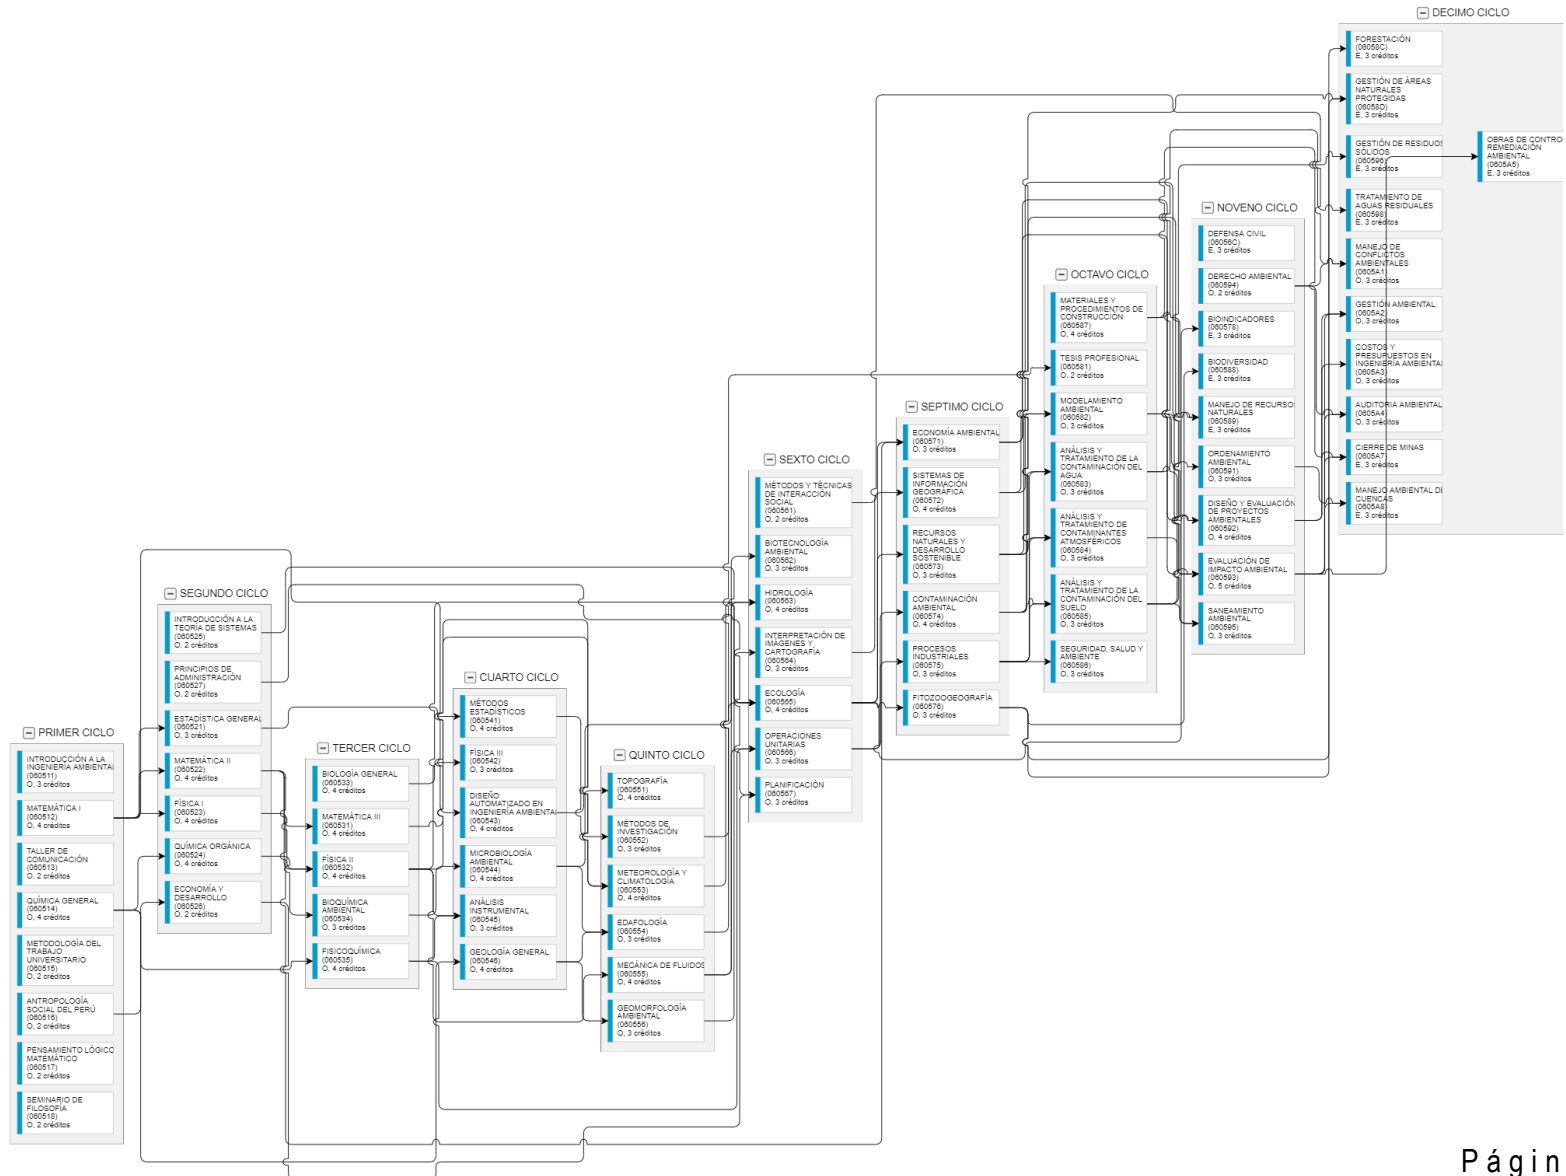 PRIMER CICLO
INTRODUCCIÓN A LA
INGENIERÍA AMBIENTAL
(060511)
O, 3 créditos
MATEMÁTICA I
(060512)
O, 4 créditos
TALLER DE
COMUNICACIÓN
(060513)
O, 2 créditos
QUÍMICA GENERAL
(060514)
O, 4 créditos
METODOLOGÍA DEL
TRABAJO
UNIVERSITARIO
(060515)
O, 2 créditos
ANTROPOLOGÍA
SOCIAL DEL PERÚ
(060516)
O, 2 créditos
PENSAMIENTO LÓGICO
MATEMÁTICO
(060517)
O, 2 créditos
SEMINARIO DE
FILOSOFÍA
(060518)
O, 2 créditos
SEGUNDO CICLO
INTRODUCCIÓN A LA
TEORÍA DE SISTEMAS
(060525)
O, 2 créditos
PRINCIPIOS DE
ADMINISTRACIÓN
(060527)
O, 2 créditos
ESTADÍSTICA GENERAL
(060521)
O, 3 créditos
MATEMÁTICA II
(060522)
O, 4 créditos
FÍSICA I
(060523)
O, 4 créditos
QUÍMICA ORGÁNICA
(060524)
O, 4 créditos
ECONOMÍA Y
DESARROLLO
(060526)
O, 2 créditos
TERCER CICLO
BIOLOGÍA GENERAL
(060533)
O, 4 créditos
MATEMÁTICA III
(060531)
O, 4 créditos
FÍSICA II
(060532)
O, 4 créditos
BIOQUÍMICA
AMBIENTAL
(060534)
O, 3 créditos
FISICOQUÍMICA
(060535)
O, 4 créditos
CUARTO CICLO
MÉTODOS
ESTADÍSTICOS
(060541)
O, 4 créditos
FÍSICA III
(060542)
O, 3 créditos
DISEÑO
AUTOMATIZADO EN
INGENIERÍA AMBIENTAL
(060543)
O, 4 créditos
MICROBIOLOGÍA
AMBIENTAL
(060544)
O, 4 créditos
ANÁLISIS
INSTRUMENTAL
(060545)
O, 3 créditos
GEOLOGÍA GENERAL
(060546)
O, 4 créditos
QUINTO CICLO
TOPOGRAFÍA
(060551)
O, 4 créditos
MÉTODOS DE
INVESTIGACIÓN
(060552)
O, 3 créditos
METEOROLOGÍA Y
CLIMATOLOGÍA
(060553)
O, 4 créditos
EDAFOLOGÍA
(060554)
O, 3 créditos
MECÁNICA DE FLUIDOS
(060555)
O, 4 créditos
GEOMORFOLOGÍA
AMBIENTAL
(060556)
O, 3 créditos
SEXTO CICLO
MÉTODOS Y TÉCNICAS
DE INTERACCIÓN
SOCIAL
(060561)
O, 2 créditos
BIOTECNOLOGÍA
AMBIENTAL
(060562)
O, 3 créditos
HIDROLOGÍA
(060563)
O, 4 créditos
INTERPRETACIÓN DE
IMÁGENES Y
CARTOGRAFÍA
(060564)
O, 3 créditos
ECOLOGÍA
(060565)
O, 4 créditos
OPERACIONES
UNITARIAS
(060566)
O, 3 créditos
PLANIFICACIÓN
(060567)
O, 3 créditos
SEPTIMO CICLO
ECONOMÍA AMBIENTAL
(060571)
O, 3 créditos
SISTEMAS DE
INFORMACIÓN
GEOGRÁFICA
(060572)
O, 4 créditos
RECURSOS
NATURALES Y
DESARROLLO
SOSTENIBLE
(060573)
O, 3 créditos
CONTAMINACIÓN
AMBIENTAL
(060574)
O, 4 créditos
PROCESOS
INDUSTRIALES
(060575)
O, 3 créditos
FITOZOOGEOGRAFÍA
(060576)
O, 3 créditos
OCTAVO CICLO
MATERIALES Y
PROCEDIMIENTOS DE
CONSTRUCCIÓN
(060587)
O, 4 créditos
TESIS PROFESIONAL
(060581)
O, 2 créditos
MODELAMIENTO
AMBIENTAL
(060582)
O, 3 créditos
ANÁLISIS Y
TRATAMIENTO DE LA
CONTAMINACIÓN DEL
AGUA
(060583)
O, 3 créditos
ANÁLISIS Y
TRATAMIENTO DE
CONTAMINANTES
ATMOSFÉRICOS
(060584)
O, 3 créditos
ANÁLISIS Y
TRATAMIENTO DE LA
CONTAMINACIÓN DEL
SUELO
(060585)
O, 3 créditos
SEGURIDAD, SALUD Y
AMBIENTE
(060586)
O, 3 créditos
NOVENO CICLO
DEFENSA CIVIL
(06056C)
E, 3 créditos
DERECHO AMBIENTAL
(060594)
O, 2 créditos
BIOINDICADORES
(060578)
E, 3 créditos
BIODIVERSIDAD
(060588)
E, 3 créditos
MANEJO DE RECURSOS
NATURALES
(060589)
E, 3 créditos
ORDENAMIENTO
AMBIENTAL
(060591)
O, 3 créditos
DISEÑO Y EVALUACIÓN
DE PROYECTOS
AMBIENTALES
(060592)
O, 4 créditos
EVALUACIÓN DE
IMPACTO AMBIENTAL
(060593)
O, 5 créditos
SANEAMIENTO
AMBIENTAL
(060595)
O, 3 créditos
DECIMO CICLO
FORESTACIÓN
(06058C)
E, 3 créditos
GESTIÓN DE ÁREAS
NATURALES
PROTEGIDAS
(06058D)
E, 3 créditos
GESTIÓN DE RESIDUOS
SÓLIDOS
(060596)
E, 3 créditos
TRATAMIENTO DE
AGUAS RESIDUALES
(060598)
E, 3 créditos
MANEJO DE
CONFLICTOS
AMBIENTALES
(0605A1)
O, 3 créditos
GESTIÓN AMBIENTAL
(0605A2)
O, 3 créditos
COSTOS Y
PRESUPUESTOS EN
INGENIERÍA AMBIENTAL
(0605A3)
O, 3 créditos
AUDITORIA AMBIENTAL
(0605A4)
O, 3 créditos
CIERRE DE MINAS
(0605A7)
E, 3 créditos
MANEJO AMBIENTAL DE
CUENCAS
(0605A8)
E, 3 créditos
OBRAS DE CONTRO
REMEDIACIÓN
AMBIENTAL
(0605A5)
E, 3 créditos
Págin